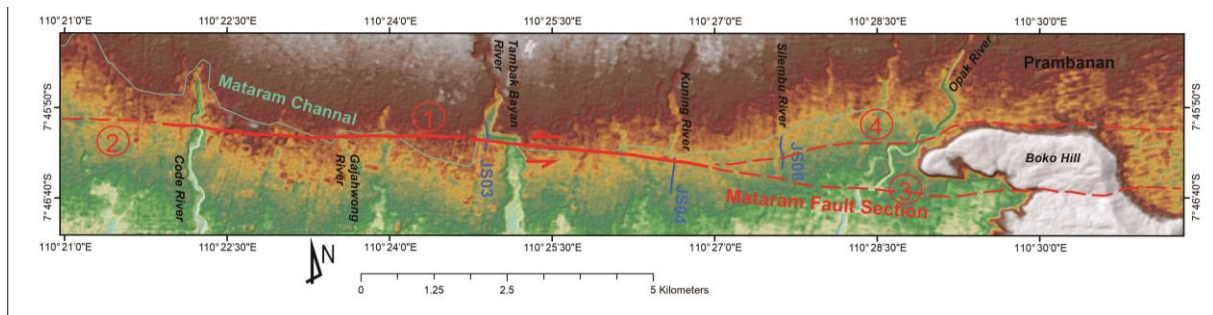 110°21'0"E 110°22'30"E 110°24'0"E 110°25'30"E 110°27'0"E 110°28'30"E 110°30'0"E
7°45'50"S
7°46'40"S
Mataram Channal
Code River
Gajahwong
River
Tambak Bayan
River
Kuning River
Silembu River
Opak River
Prambanan
Boko Hill
1
2
3
4
JS03
JS04
JS06
Mataram Fault Section
7°45'50"S
7°46'40"S
110°21'0"E 110°22'30"E 110°24'0"E 110°25'30"E 110°27'0"E 110°28'30"E 110°30'0"E
N
0 1.25 2.5 5 Kilometers